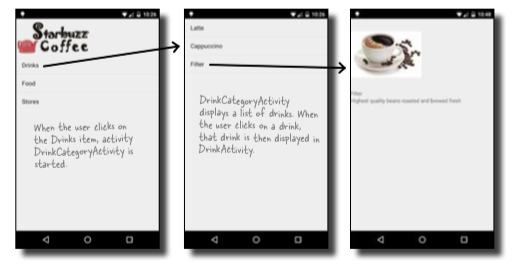 10:26
Starbuzz
Coffee
Drinks
Food
Stores
When the user clicks on
the Drinks item, activity
DrinkCategoryActivity is
started.
10:26
Latte
Cappuccino
Filter
DrinkCategoryActivity
displays a list of drinks. When
the user clicks on a drink,
that drink is then displayed in
DrinkActivity.
10:48
Filter
Highest quality beans roasted and brewed fresh